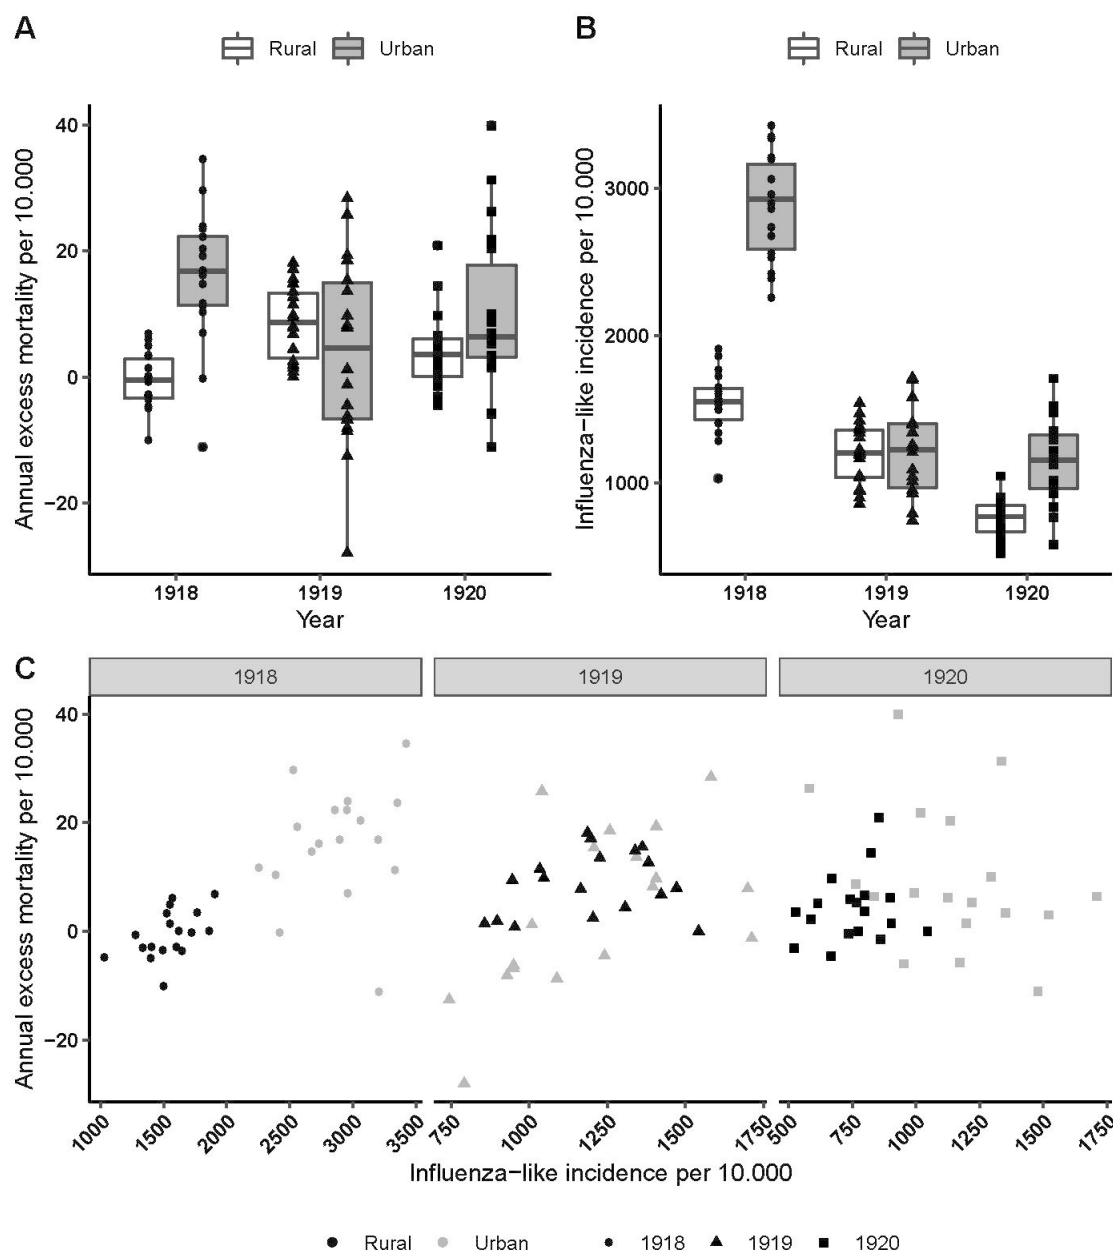 A
B
Rural Urban
Rural Urban
Annual excess mortality per 10.000
40
20
0
−20
1918 1919 1920
Year
Influenza−like incidence per 10.000
3000
2000
1000
1918 1919 1920
Year
C
1918 1919 1920
Annual excess mortality per 10.000
40
20
0
−20
1000 1500 2000 2500 3000 3500 750 1000 1250 1500 1750 500 750 1000 1250 1500 1750
Influenza−like incidence per 10.000
Rural Urban 1918 1919 1920